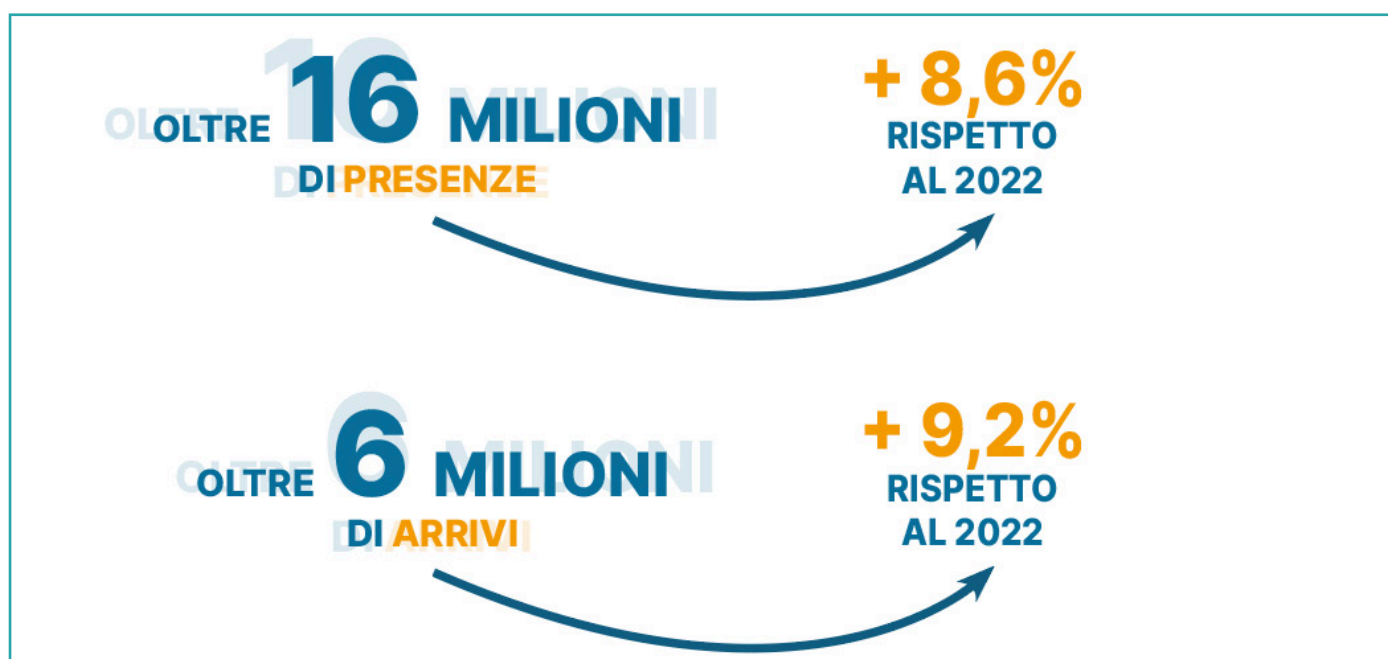 OLTRE 16 MILIONI
DI PRESENZE
+ 8,6%
RISPETTO
AL 2022
OLTRE 6 MILIONI
DI ARRIVI
+ 9,2%
RISPETTO
AL 2022